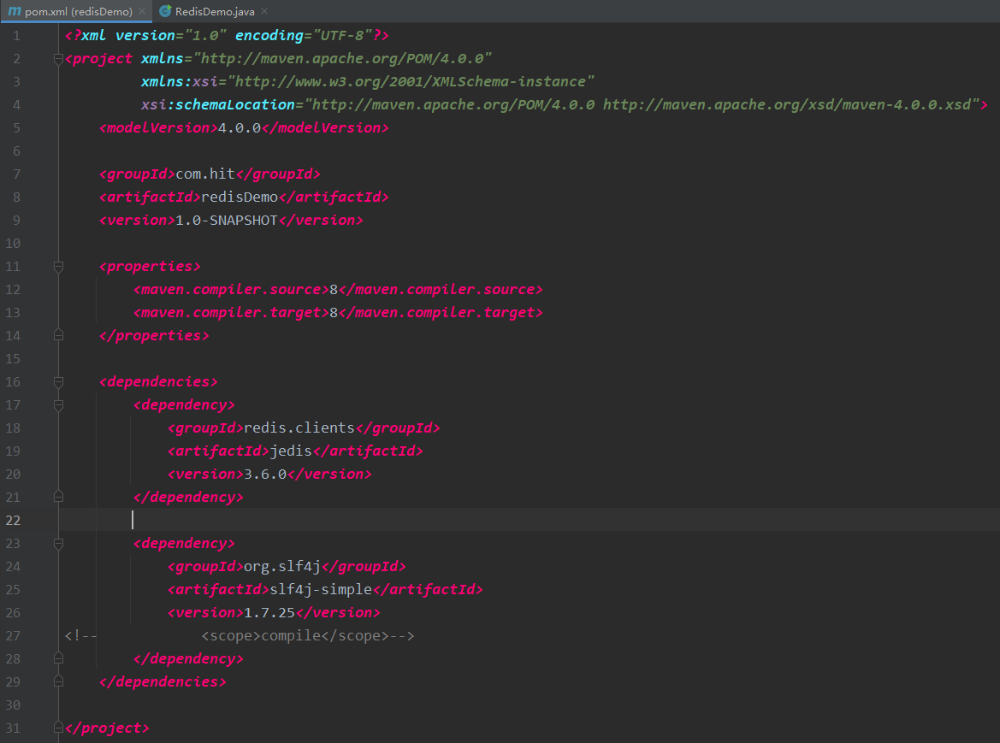 pom.xml (redisDemo) RedisDemo.java
1 <?xml version="1.0" encoding="UTF-8"?>
2 <project xmlns="http://maven.apache.org/POM/4.0.0"
3 xmlns:xsi="http://www.w3.org/2001/XMLSchema-instance"
4 xsi:schemaLocation="http://maven.apache.org/POM/4.0.0 http://maven.apache.org/xsd/maven-4.0.0.xsd">
5 <modelVersion>4.0.0</modelVersion>
6
7 <groupId>com.hit</groupId>
8 <artifactId>redisDemo</artifactId>
9 <version>1.0-SNAPSHOT</version>
10
11 <properties>
12 <maven.compiler.source>8</maven.compiler.source>
13 <maven.compiler.target>8</maven.compiler.target>
14 </properties>
15
16 <dependencies>
17 <dependency>
18 <groupId>redis.clients</groupId>
19 <artifactId>jedis</artifactId>
20 <version>3.6.0</version>
21 </dependency>
22
23 <dependency>
24 <groupId>org.slf4j</groupId>
25 <artifactId>slf4j-simple</artifactId>
26 <version>1.7.25</version>
27 <!-- <scope>compile</scope>-->
28 </dependency>
29 </dependencies>
30
31 </project>